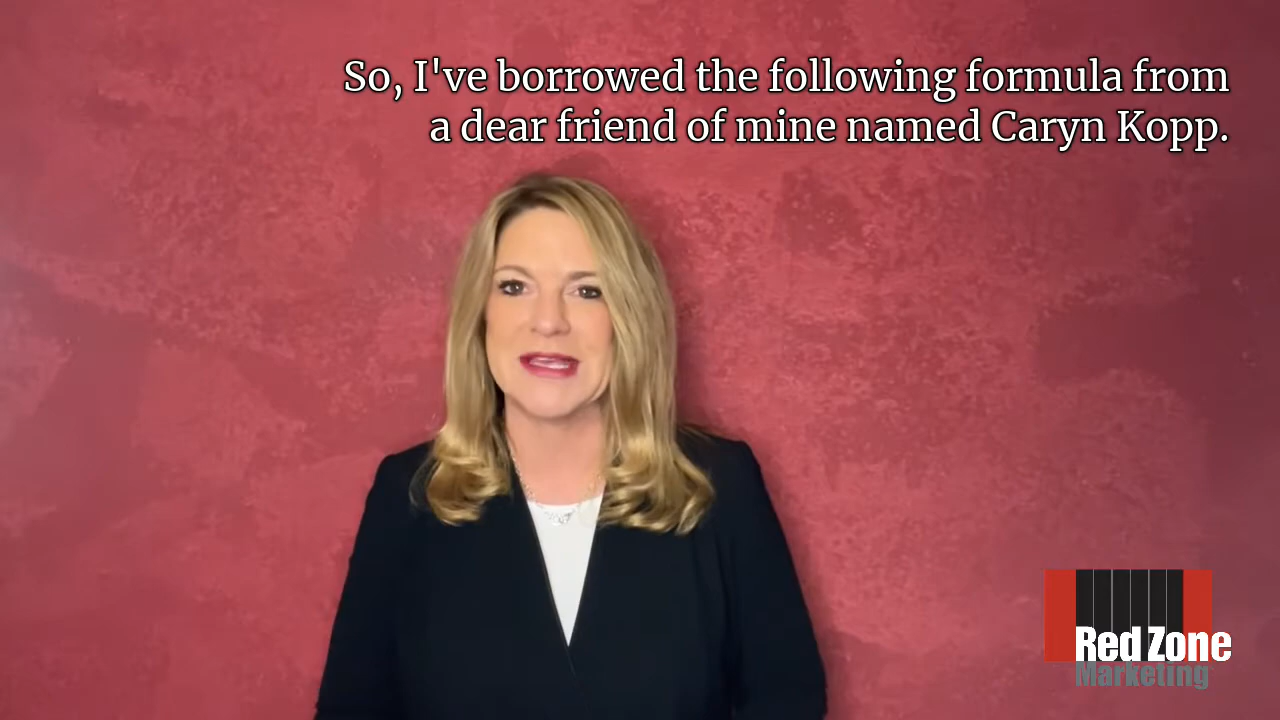 So, I've borrowed the following formula from
a dear friend of mine named Caryn Kopp.
Red Zone
Marketing